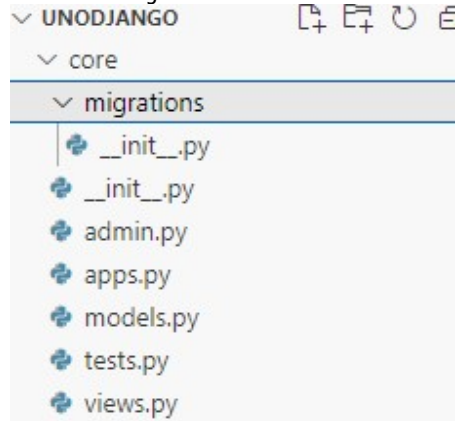 UNODJANGO
core
migrations
__init__.py
__init__.py
admin.py
apps.py
models.py
tests.py
views.py